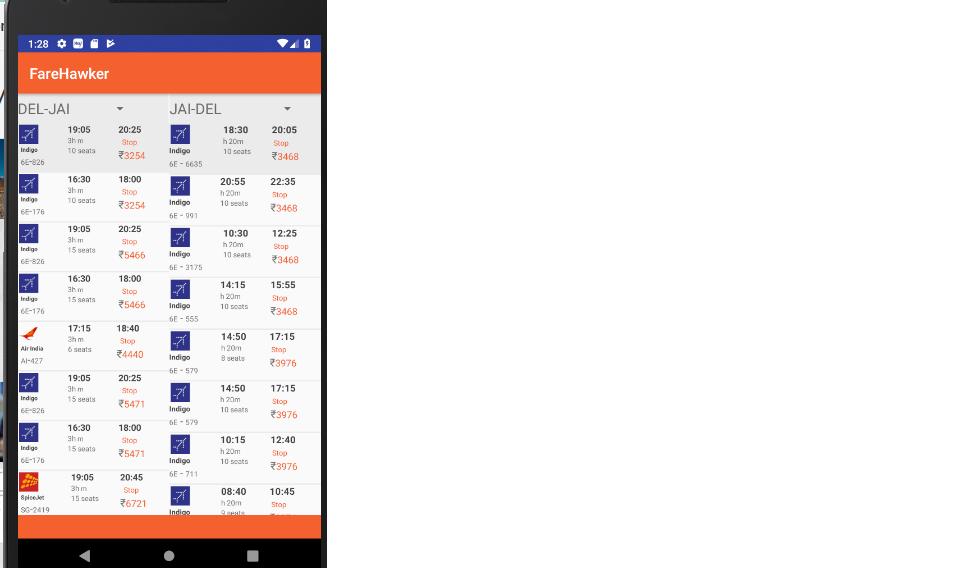 1:28
FareHawker
DEL-JAI
19:05 20:25
3h m Stop
10 seats ₹3254
Indigo
6E-826
16:30 18:00
3h m Stop
10 seats ₹3254
Indigo
6E-176
19:05 20:25
3h m Stop
15 seats ₹5466
Indigo
6E-826
16:30 18:00
3h m Stop
15 seats ₹5466
Indigo
6E-176
17:15 18:40
3h m Stop
6 seats ₹4440
Air India
AI-427
19:05 20:25
3h m Stop
15 seats ₹5471
Indigo
6E-826
16:30 18:00
3h m Stop
15 seats ₹5471
Indigo
6E-176
19:05 20:45
3h m Stop
15 seats ₹6721
SpiceJet
SG-2419
JAI-DEL
18:30 20:05
h 20m Stop
10 seats ₹3468
Indigo
6E - 6635
20:55 22:35
h 20m Stop
10 seats ₹3468
Indigo
6E - 991
10:30 12:25
h 20m Stop
10 seats ₹3468
Indigo
6E - 3175
14:15 15:55
h 20m Stop
10 seats ₹3468
Indigo
6E - 555
14:50 17:15
h 20m Stop
8 seats ₹3976
Indigo
6E - 579
14:50 17:15
h 20m Stop
10 seats ₹3976
Indigo
6E - 579
10:15 12:40
h 20m Stop
10 seats ₹3976
Indigo
6E - 711
08:40 10:45
h 20m Stop
9 seats
Indigo